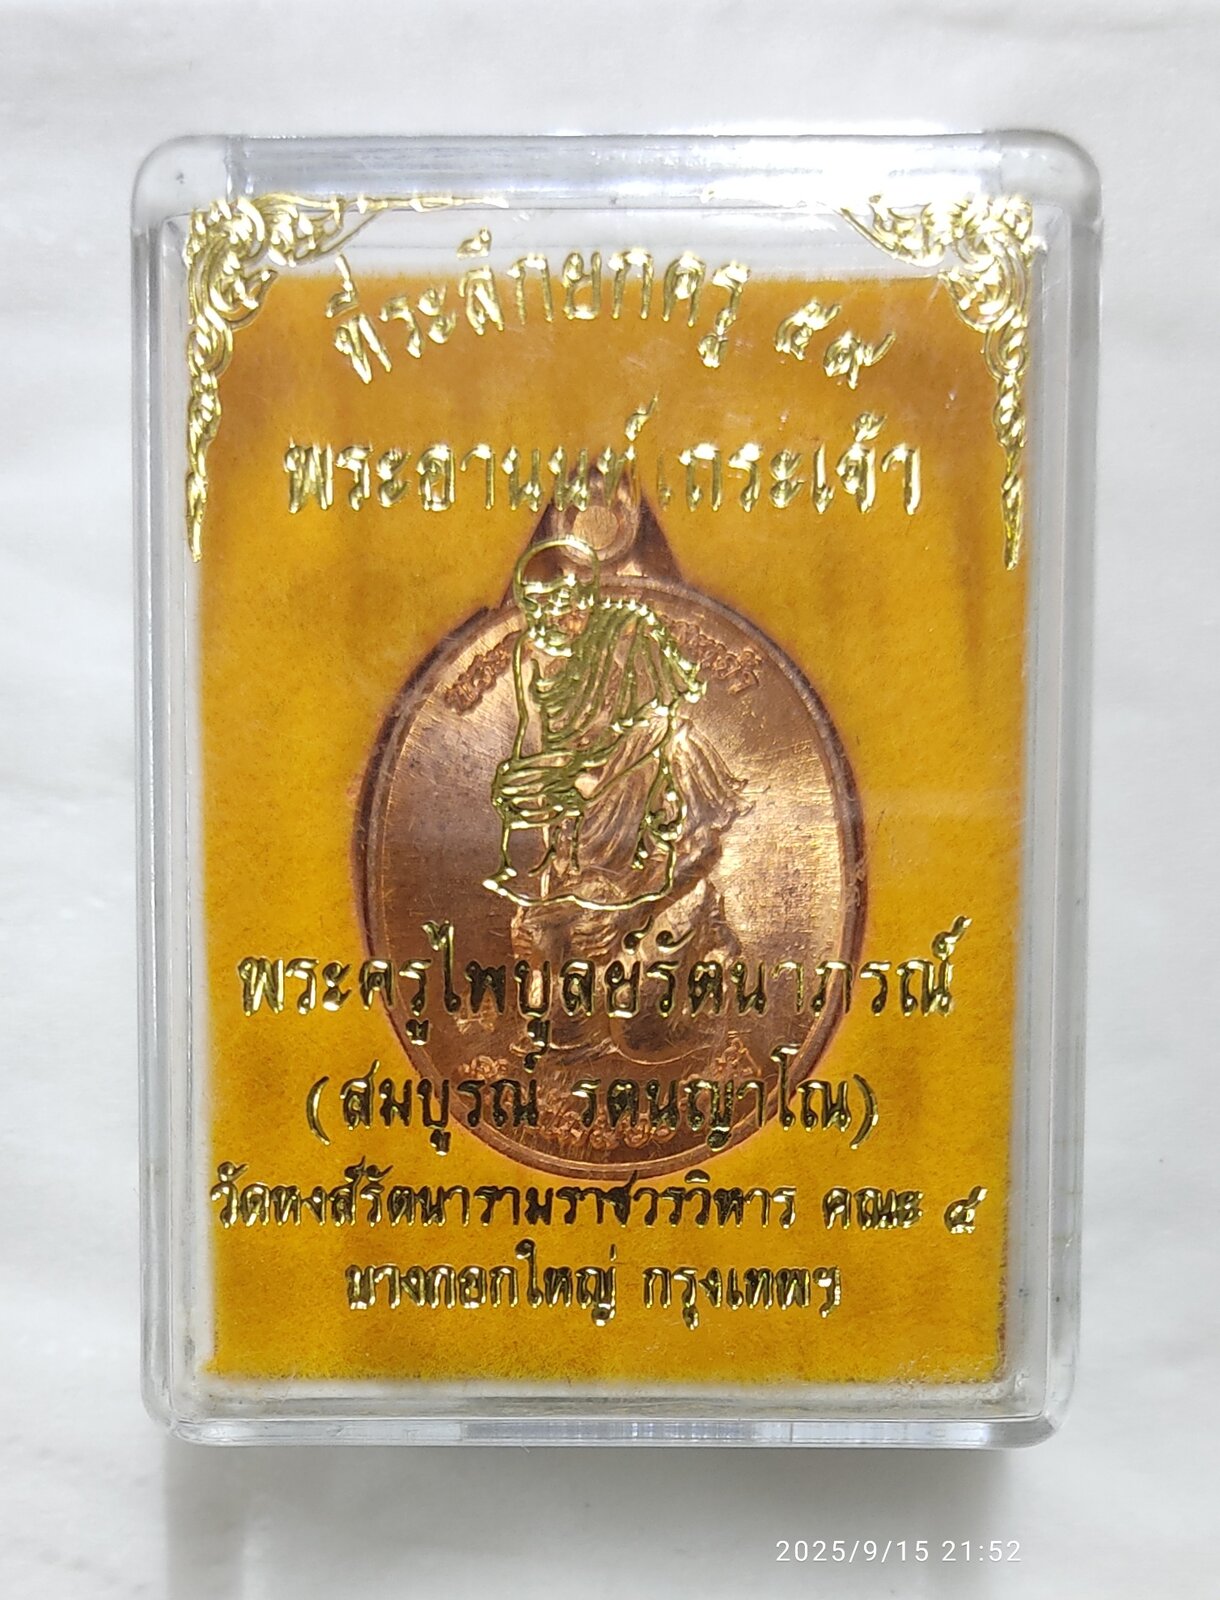 ที่ระลึกยกครู ๕๙
พระอานนท์เถระเจ้า
พระครูไพบูลย์รัตนาภรณ์
(สมบูรณ์ รตนญาโณ)
วัดหงส์รัตนารามราชวรวิหาร คณะ ๔
บางกอกใหญ่ กรุงเทพฯ
2025/9/15 21:52